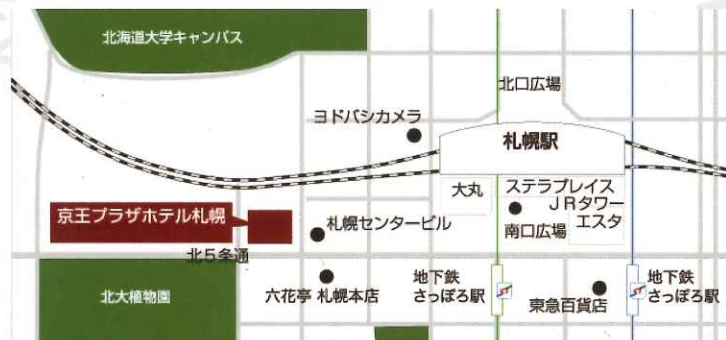 北海道大学キャンパス
北口広場
ヨドバシカメラ
札幌駅
大丸
ステラプレイス
JRタワー
エスタ
京王プラザホテル札幌
札幌センタービル
南口広場
北5条通
北大植物園
六花亭 札幌本店
地下鉄
さっぽろ駅
東急百貨店
地下鉄
さっぽろ駅